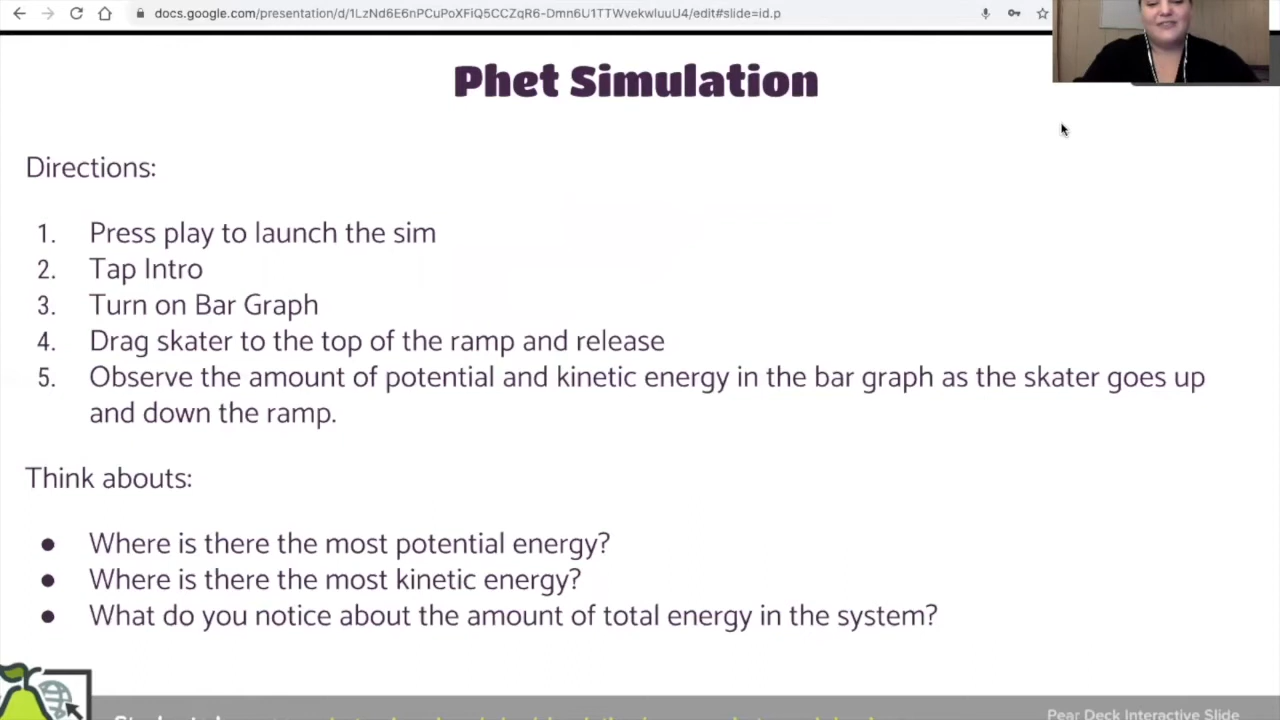 docs.google.com/presentation/d/1LzNd6E6nPCuPoXFiQ5CCZqR6-Dmn6U1TTWvekwluuU4/edit#slide=id.p
Phet Simulation
Directions:
1. Press play to launch the sim
2. Tap Intro
3. Turn on Bar Graph
4. Drag skater to the top of the ramp and release
5. Observe the amount of potential and kinetic energy in the bar graph as the skater goes up
and down the ramp.
Think abouts:
● Where is there the most potential energy?
● Where is there the most kinetic energy?
● What do you notice about the amount of total energy in the system?
Pear Deck Interactive Slide